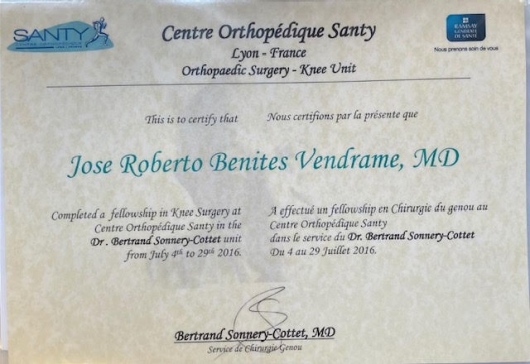 SANTY
Centre Orthopédique Santy
Lyon - France
Orthopaedic Surgery - Knee Unit
RAMSAY
GÉNÉRALE
DE SANTÉ
Nous prenons soin de vous
This is to certify that
Nous certifions par la présente que
Jose Roberto Benites Vendrame, MD
Completed a fellowship in Knee Surgery at
Centre Orthopédique Santy in the
Dr . Bertrand Sonnery-Cottet unit
from July 4th to 29th 2016.
A effectué un fellowship en Chirurgie du genou au
Centre Orthopédique Santy
dans le service du Dr. Bertrand Sonnery-Cottet
Du 4 au 29 Juillet 2016.
Bertrand Sonnery-Cottet, MD
Service de Chirurgie Genou